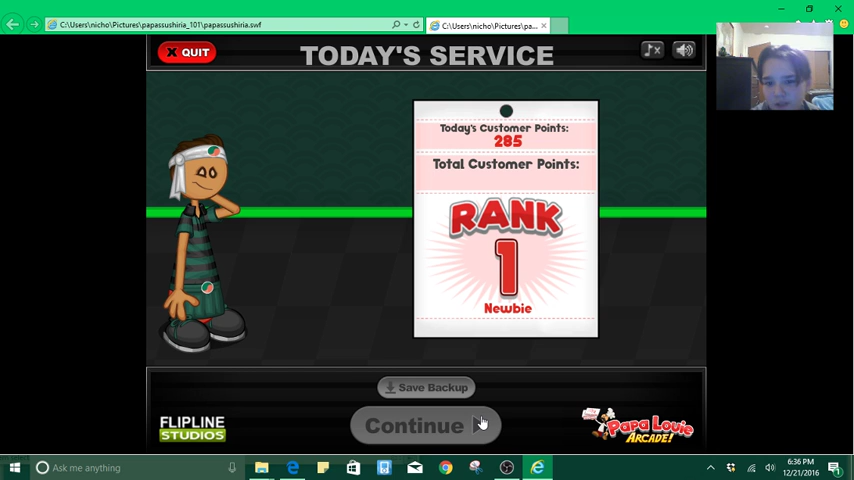 C:\Users\nicho\Pictures\papassushiria_101\papassushiria.swf
C:\Users\nicho\Pictures\pa...
X QUIT
TODAY'S SERVICE
Today's Customer Points:
285
Total Customer Points:
RANK
1
Newbie
Save Backup
Continue
FLIPLINE
STUDIOS
Papa Louie
ARCADE!
Ask me anything
6:36 PM
12/21/2016